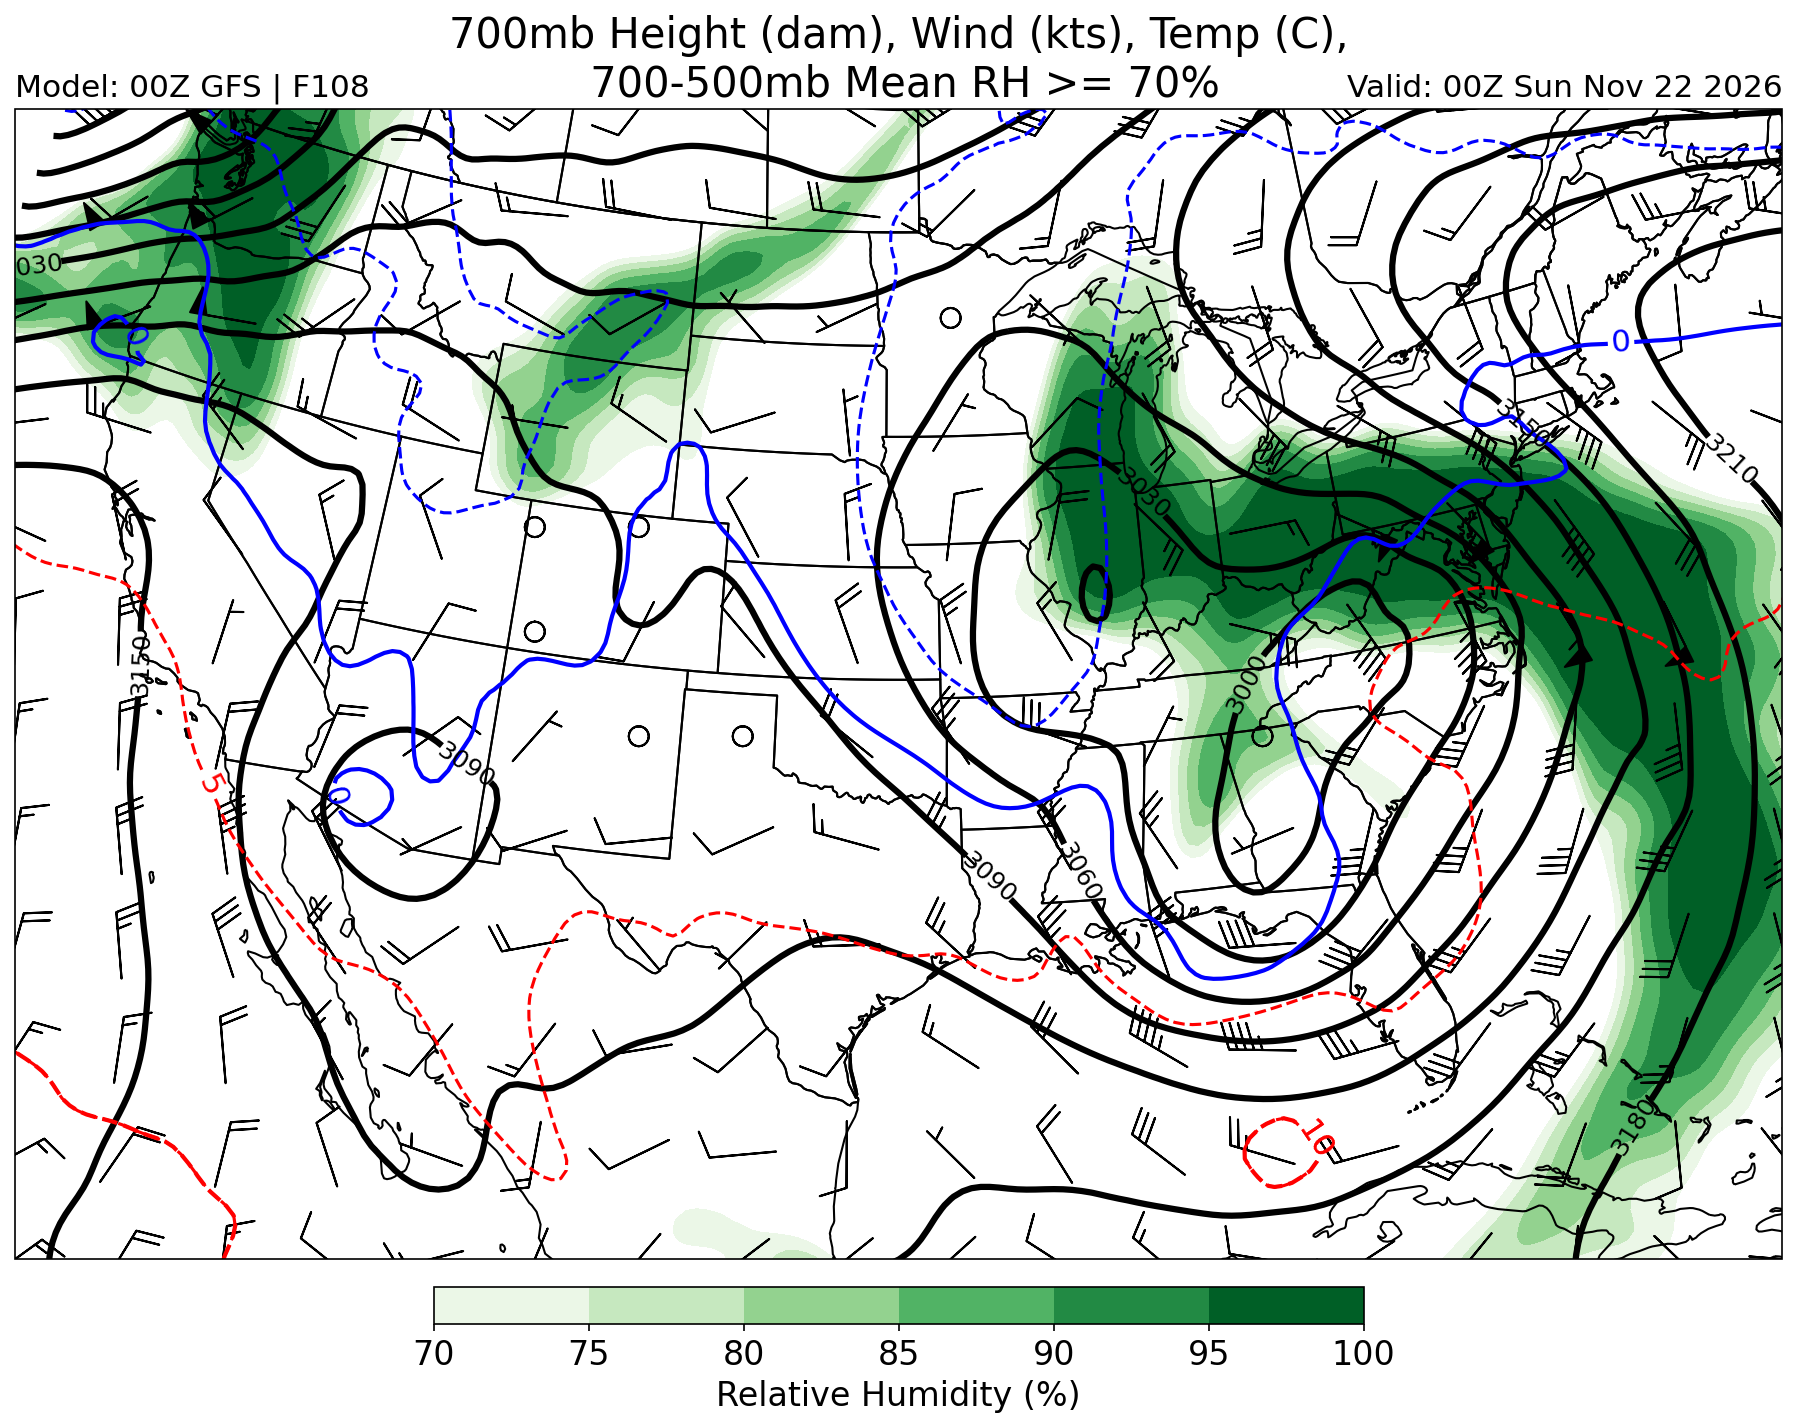 700mb Height (dam), Wind (kts), Temp (C),
700-500mb Mean RH >= 70%
Model: 00Z GFS | F108
Valid: 00Z Sun Nov 22 2026
030
0
0
3150
3210
3030
3000
3150
3090
5
0
3090
3060
10
3180
70 75 80 85 90 95 100
Relative Humidity (%)